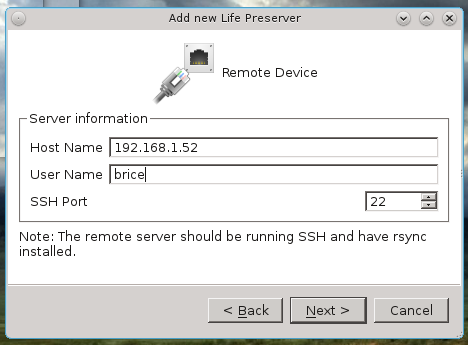 Add new Life Preserver
Remote Device
Server information
Host Name 192.168.1.52
User Name brice
SSH Port 22
Note: The remote server should be running SSH and have rsync
installed.
< Back Next > Cancel